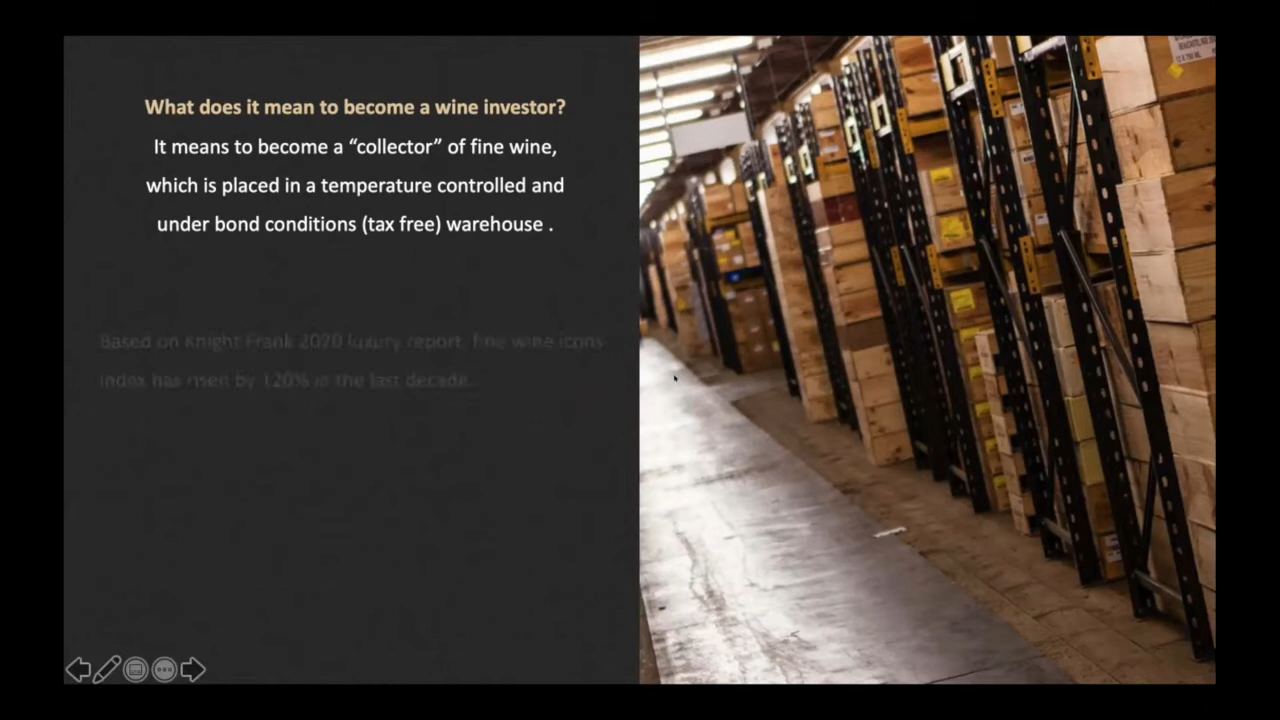 What does it mean to become a wine investor?
It means to become a “collector” of fine wine,
which is placed in a temperature controlled and
under bond conditions (tax free) warehouse .
Based on Knight Frank 2020 luxury report, fine wine icons
index has risen by 120% in the last decade.